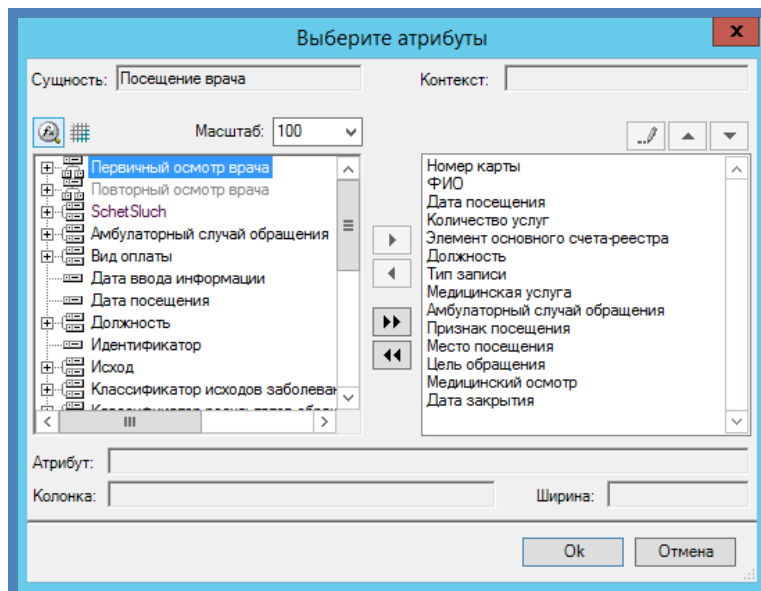 Выберите атрибуты
x
Сущность: Посещение врача
Контекст:
Масштаб: 100
Первичный осмотр врача
Повторный осмотр врача
SchetSluch
Амбулаторный случай обращения
Вид оплаты
Дата ввода информации
Дата посещения
Должность
Идентификатор
Исход
Классификатор исходов заболеван
Номер карты
ФИО
Дата посещения
Количество услуг
Элемент основного счета-реестра
Должность
Тип записи
Медицинская услуга
Амбулаторный случай обращения
Признак посещения
Место посещения
Цель обращения
Медицинский осмотр
Дата закрытия
Атрибут:
Колонка:
Ширина:
Ok
Отмена